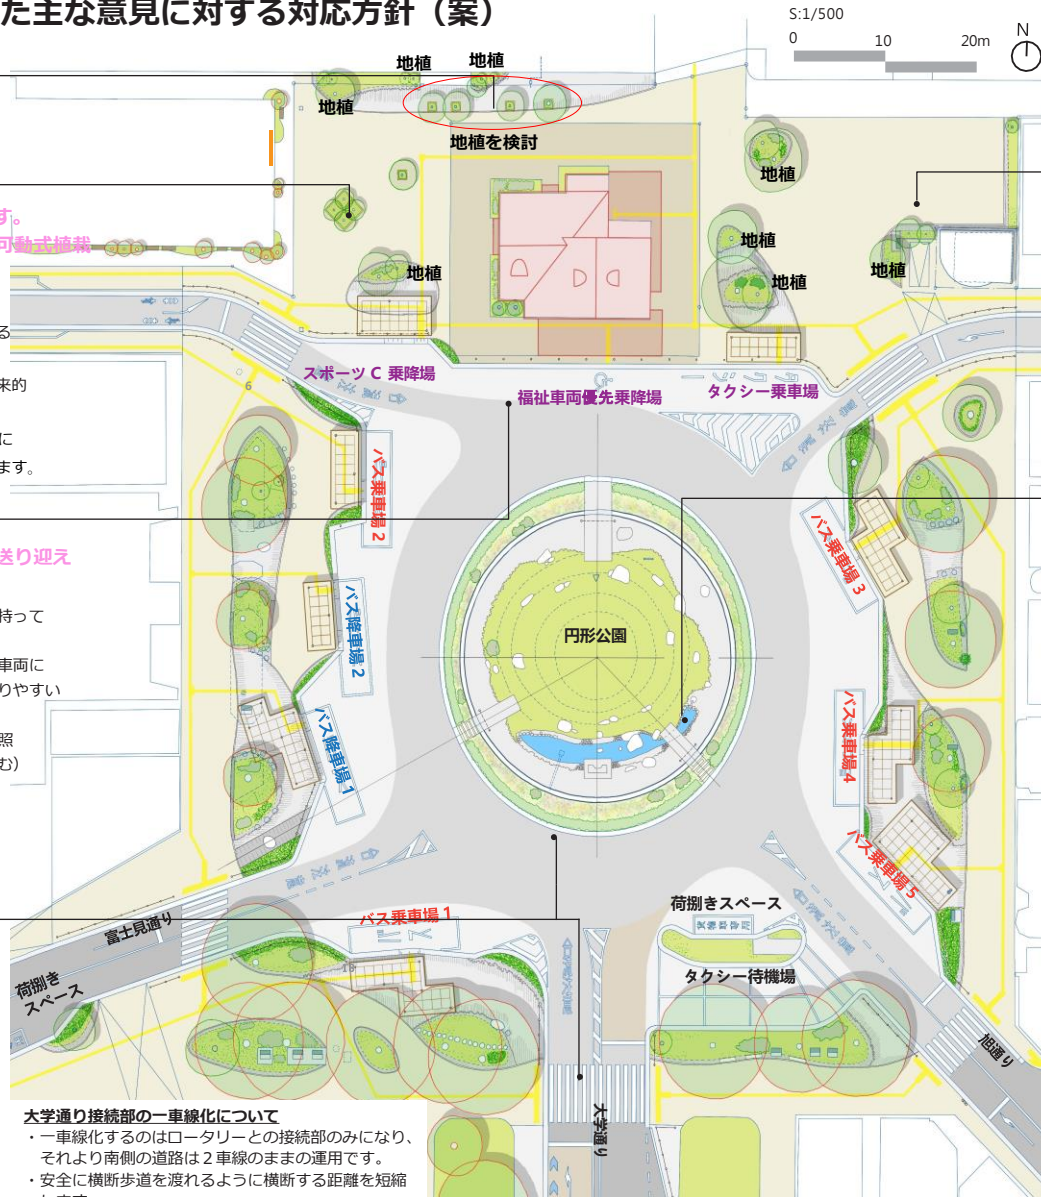 た主な意見に対する対応方針（案）
S:1/500
0 10 20m
N
地植
地植
地植
地植を検討
地植
地植
地植
地植
地植
す。
可動式植栽
る
来的
に
ます。
スポーツＣ 乗降場
福祉車両優先乗降場
タクシー乗車場
バス乗車場 2
バス乗車場 3
送り迎え
持って
車両に
りやすい
照
む）
バス降車場 2
円形公園
バス降車場 1
バス乗車場 4
バス乗車場 5
バス乗車場 1
荷捌きスペース
タクシー待機場
富士見通り
荷捌き
スペース
旭通り
大学通り
大学通り接続部の一車線化について
・一車線化するのはロータリーとの接続部のみになり、
それより南側の道路は２車線のままの運用です。
・安全に横断歩道を渡れるように横断する距離を短縮